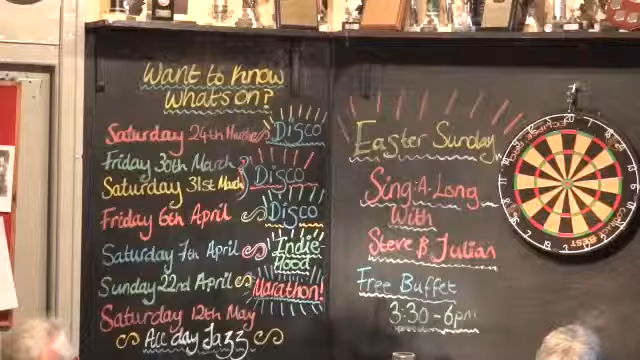 Want to know
what's on?
Saturday 24th March Disco
Friday 30th March
Saturday 31st March Disco
Friday 6th April Disco
Saturday 7th April Indie-
Hood
Sunday 22nd April Marathon!
Saturday 12th May
All day Jazz
Easter Sunday
Sing-A-Long
With
Steve & Julian
Free Buffet
3:30-6pm